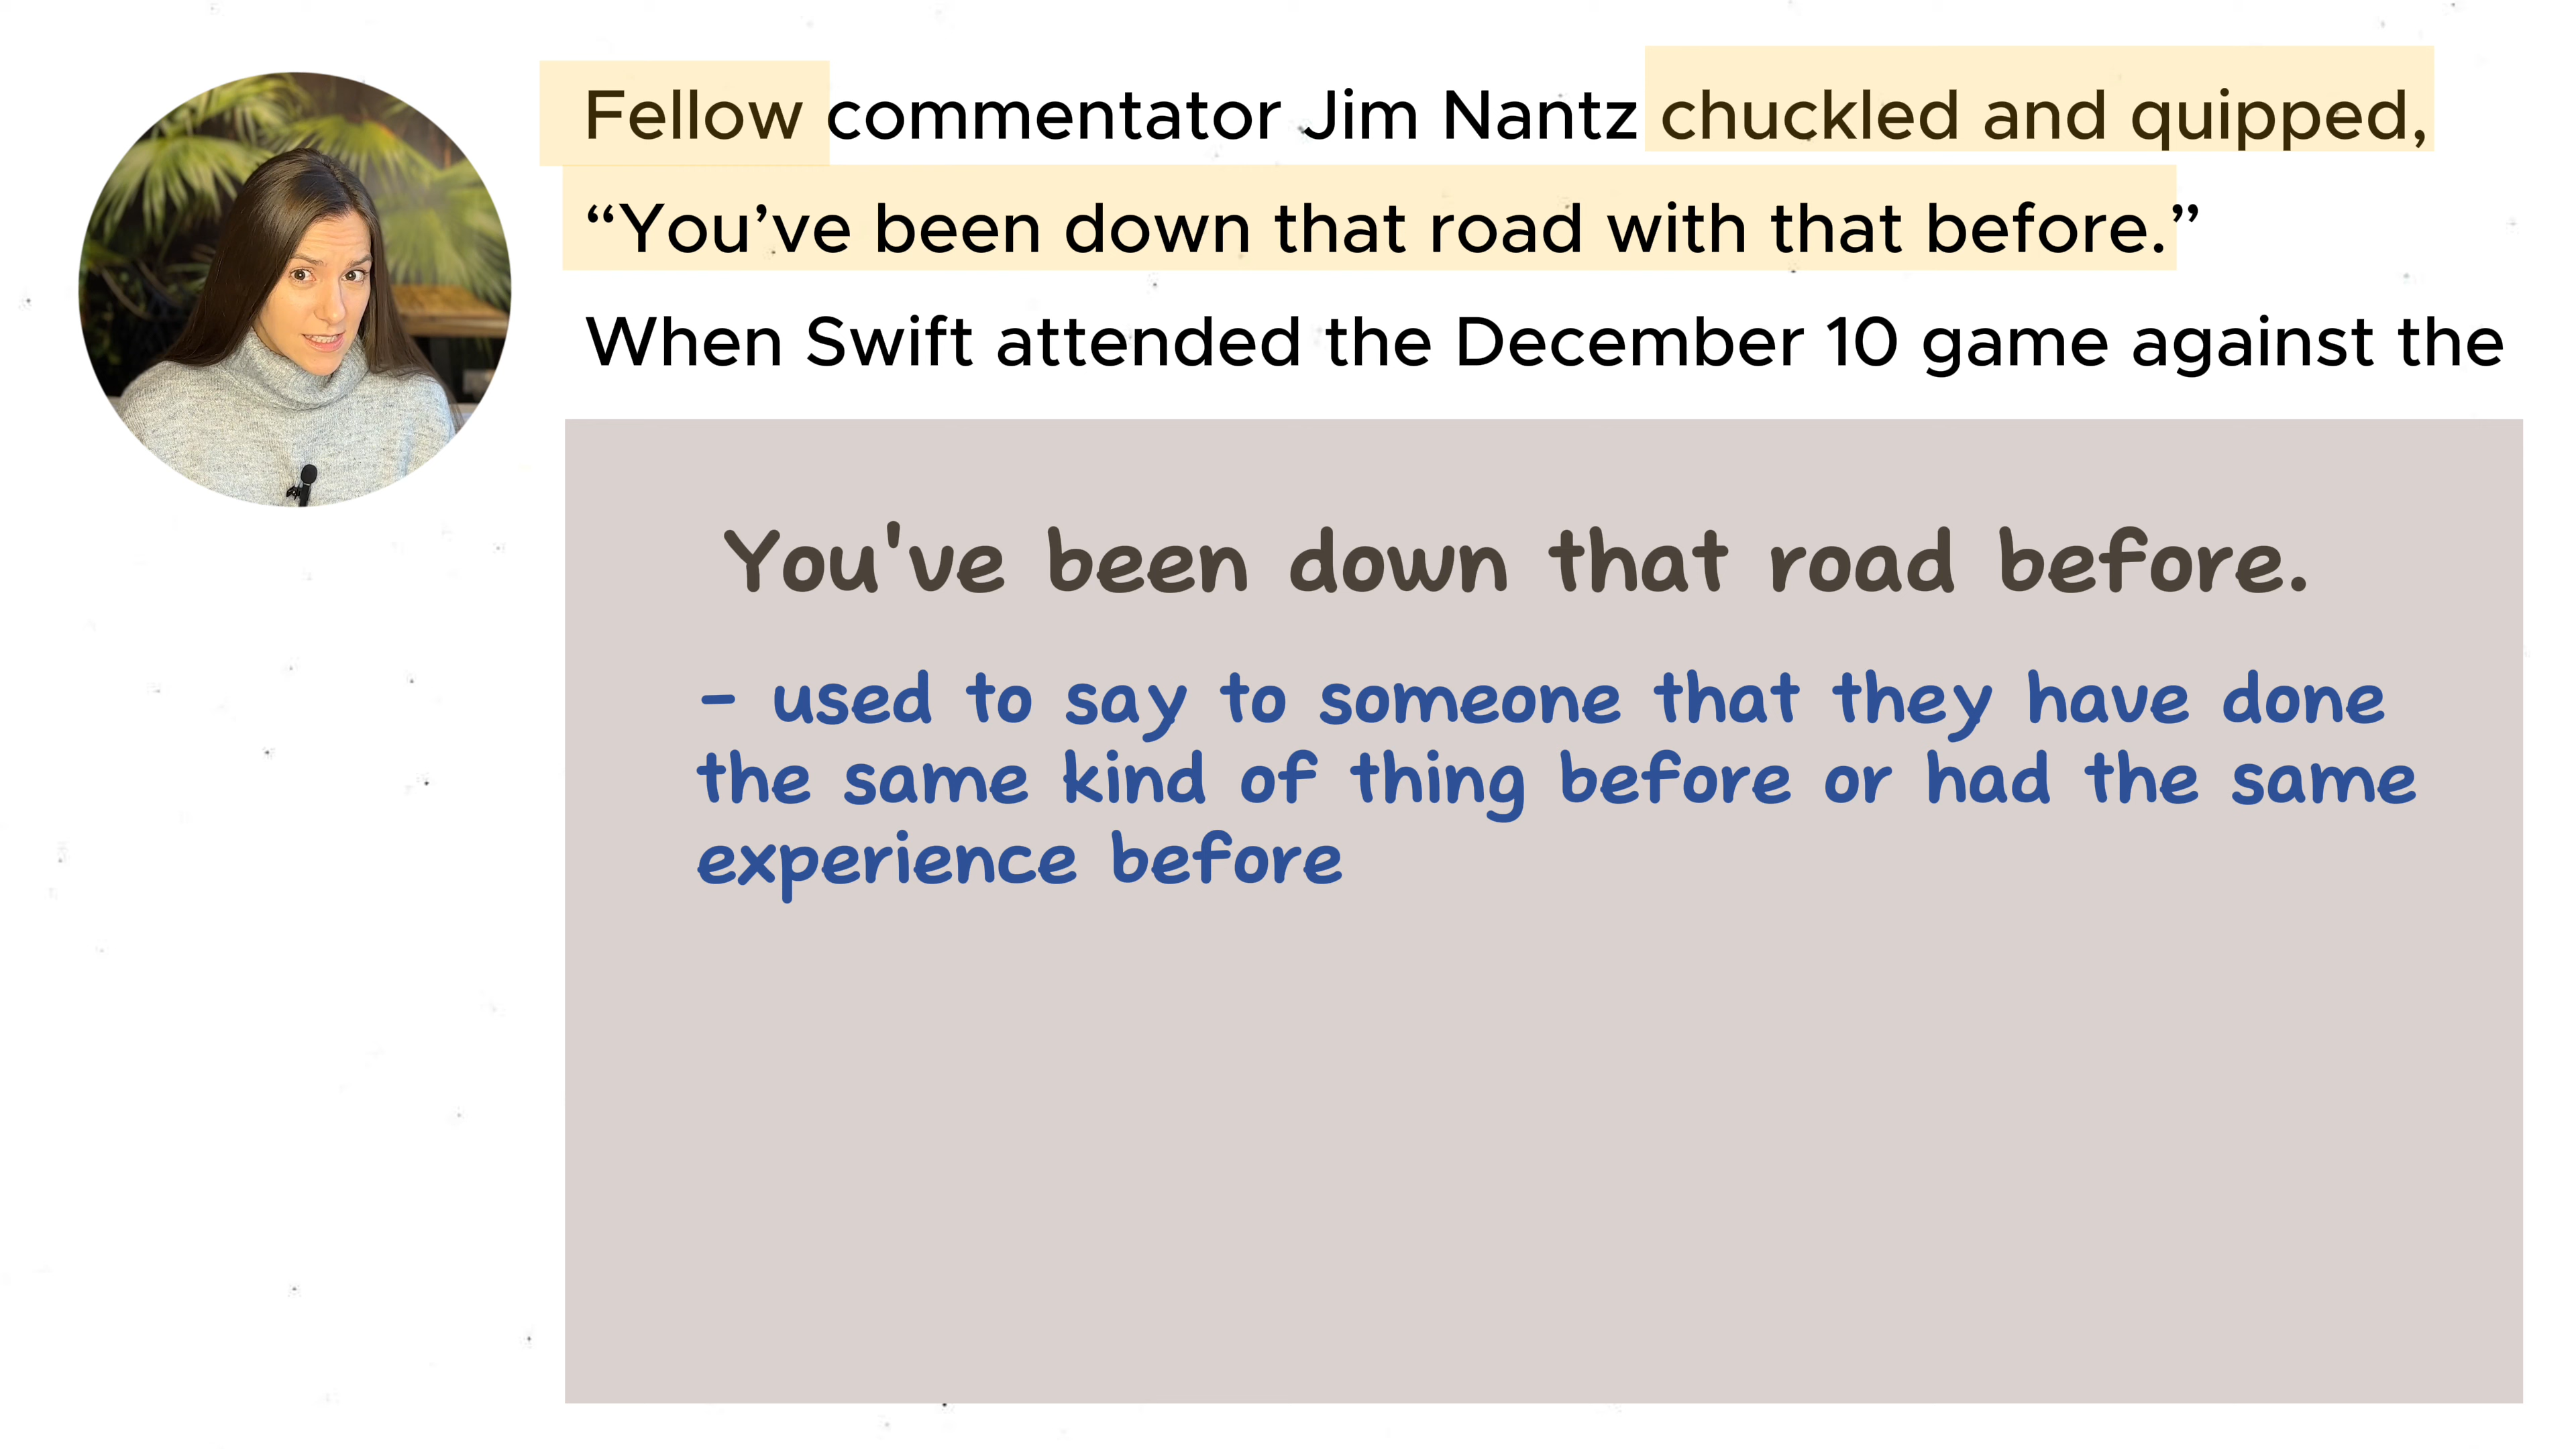 Fellow commentator Jim Nantz chuckled and quipped,
“You’ve been down that road with that before.”
When Swift attended the December 10 game against the
You've been down that road before.
- used to say to someone that they have done
the same kind of thing before or had the same
experience before